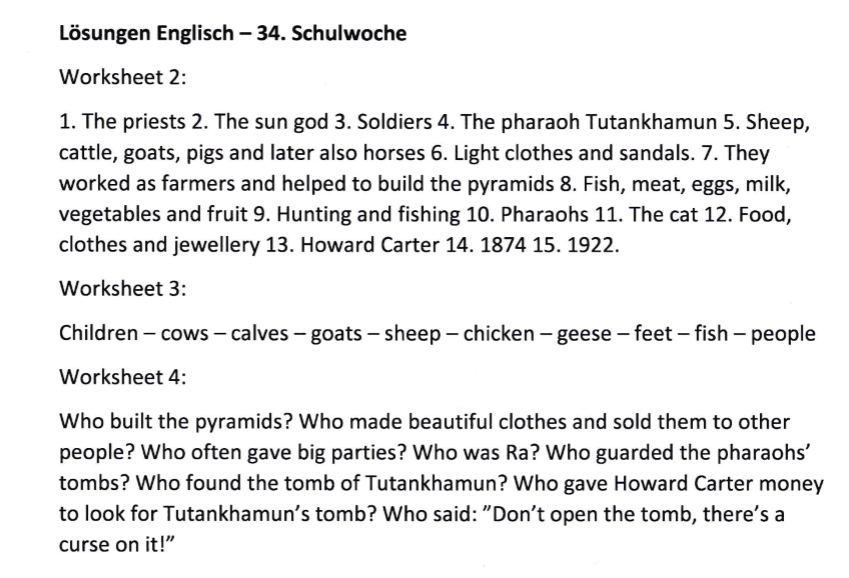 Lösungen Englisch – 34. Schulwoche
Worksheet 2:
1. The priests 2. The sun god 3. Soldiers 4. The pharaoh Tutankhamun 5. Sheep,
cattle, goats, pigs and later also horses 6. Light clothes and sandals. 7. They
worked as farmers and helped to build the pyramids 8. Fish, meat, eggs, milk,
vegetables and fruit 9. Hunting and fishing 10. Pharaohs 11. The cat 12. Food,
clothes and jewellery 13. Howard Carter 14. 1874 15. 1922.
Worksheet 3:
Children – cows – calves – goats – sheep – chicken – geese – feet – fish – people
Worksheet 4:
Who built the pyramids? Who made beautiful clothes and sold them to other
people? Who often gave big parties? Who was Ra? Who guarded the pharaohs’
tombs? Who found the tomb of Tutankhamun? Who gave Howard Carter money
to look for Tutankhamun’s tomb? Who said: ”Don’t open the tomb, there’s a
curse on it!”